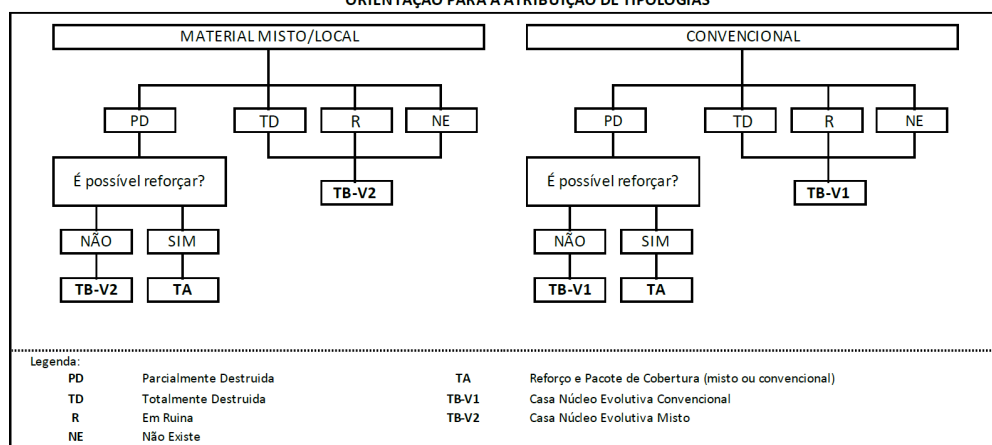 ORIENTAÇÃO PARA A ATRIBUIÇÃO DE TIPOLOGIAS
MATERIAL MISTO/LOCAL
PD TD R NE
É possível reforçar?
TB-V2
NÃO SIM
TB-V2 TA
CONVENCIONAL
PD TD R NE
É possível reforçar?
TB-V1
NÃO SIM
TB-V1 TA
Legenda:
PD Parcialmente Destruida TA Reforço e Pacote de Cobertura (misto ou convencional)
TD Totalmente Destruida TB-V1 Casa Núcleo Evolutiva Convencional
R Em Ruina TB-V2 Casa Núcleo Evolutiva Misto
NE Não Existe